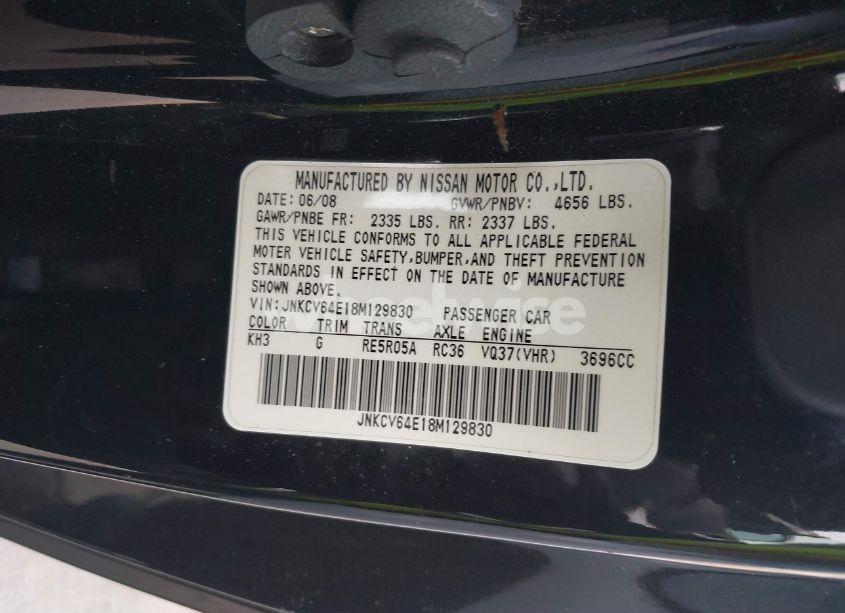 MANUFACTURED BY NISSAN MOTOR CO.,LTD.
DATE: 06/08 GVWR/PNBV: 4656 LBS.
GAWR/PNBE FR: 2335 LBS. RR: 2337 LBS.
THIS VEHICLE CONFORMS TO ALL APPLICABLE FEDERAL
MOTER VEHICLE SAFETY,BUMPER,AND THEFT PREVENTION
STANDARDS IN EFFECT ON THE DATE OF MANUFACTURE
SHOWN ABOVE.
VIN:JNKCV64E18M129830 PASSENGER CAR
COLOR TRIM TRANS AXLE ENGINE
KH3 G RE5R05A RC36 VQ37(VHR) 3696CC
JNKCV64E18M129830